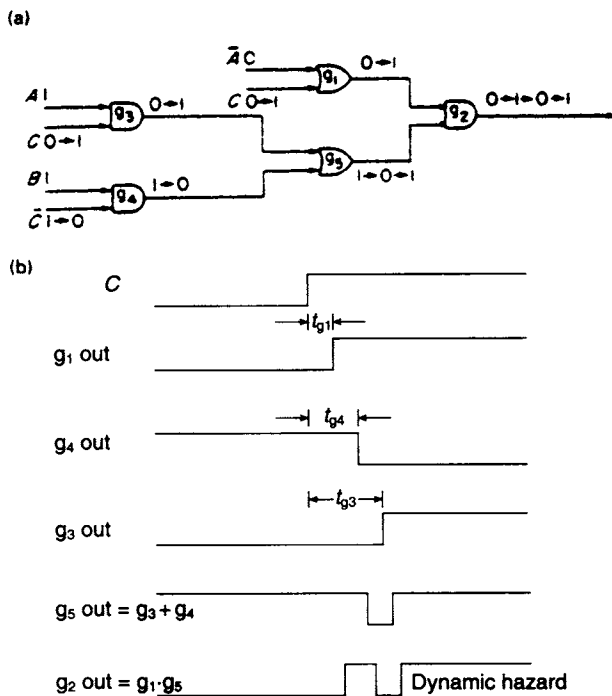 (a)
Ā C
g1
0→1
C 0→1
A 1
g3
0→1
C 0→1
g2
0→1→0→1
g5
1→0→1
B 1
g4
1→0
C̄ 1→0
(b)
C
tg1
g1 out
tg4
g4 out
tg3
g3 out
g5 out = g3 + g4
g2 out = g1·g5
Dynamic hazard